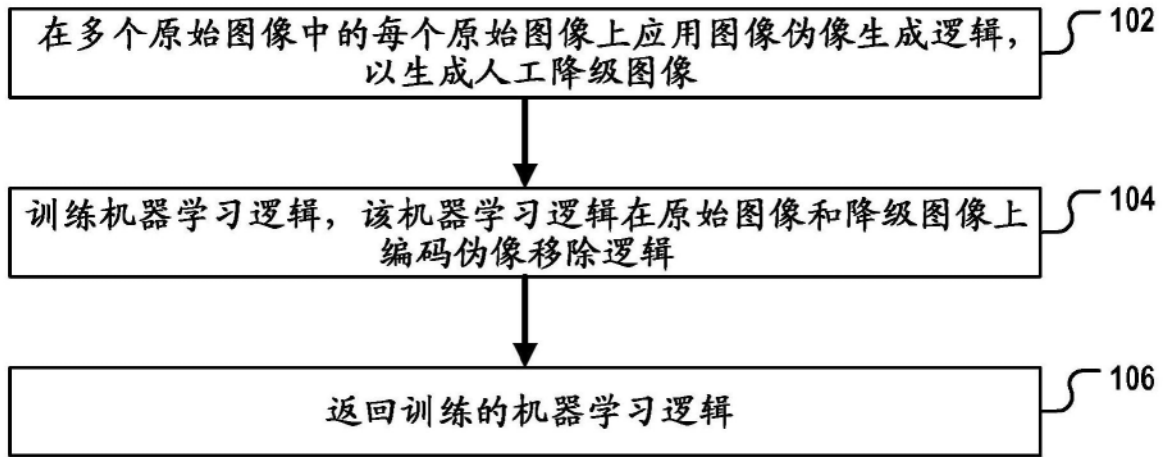 在多个原始图像中的每个原始图像上应用图像伪像生成逻辑，
以生成人工降级图像
102
训练机器学习逻辑，该机器学习逻辑在原始图像和降级图像上
编码伪像移除逻辑
104
返回训练的机器学习逻辑
106